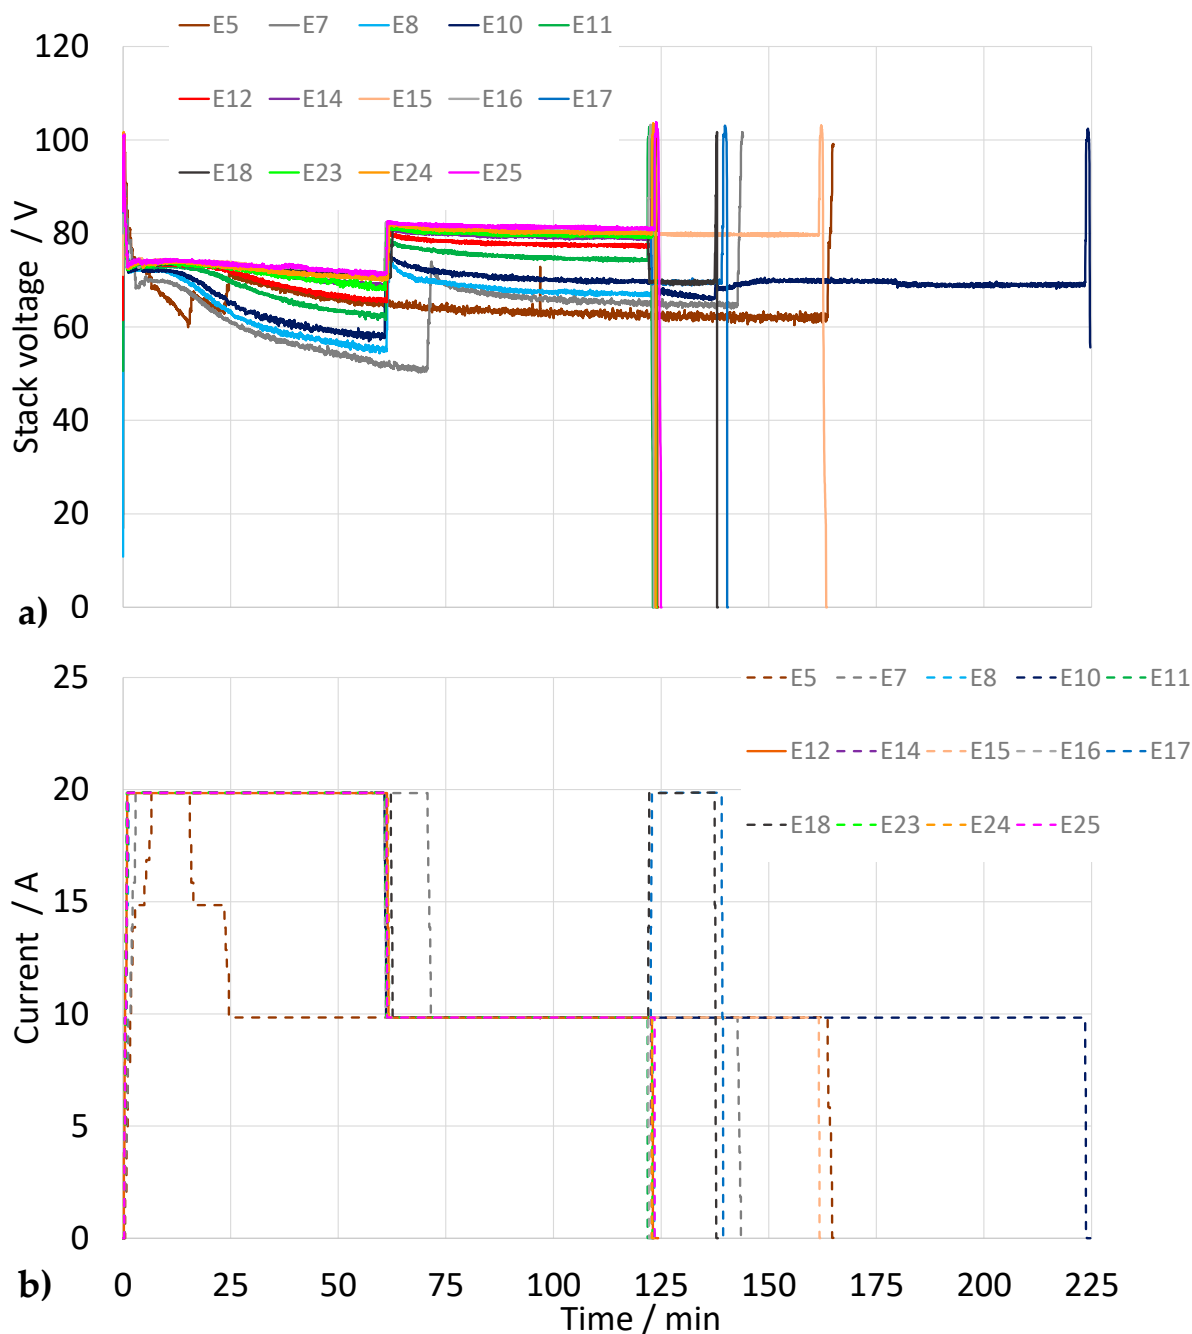 E5 E7 E8 E10 E11
E12 E14 E15 E16 E17
E18 E23 E24 E25
120
100
80
60
40
20
0
Stack voltage / V
a)
E5 E7 E8 E10 E11
E12 E14 E15 E16 E17
E18 E23 E24 E25
25
20
15
10
5
0
Current / A
b)
0 25 50 75 100 125 150 175 200 225
Time / min